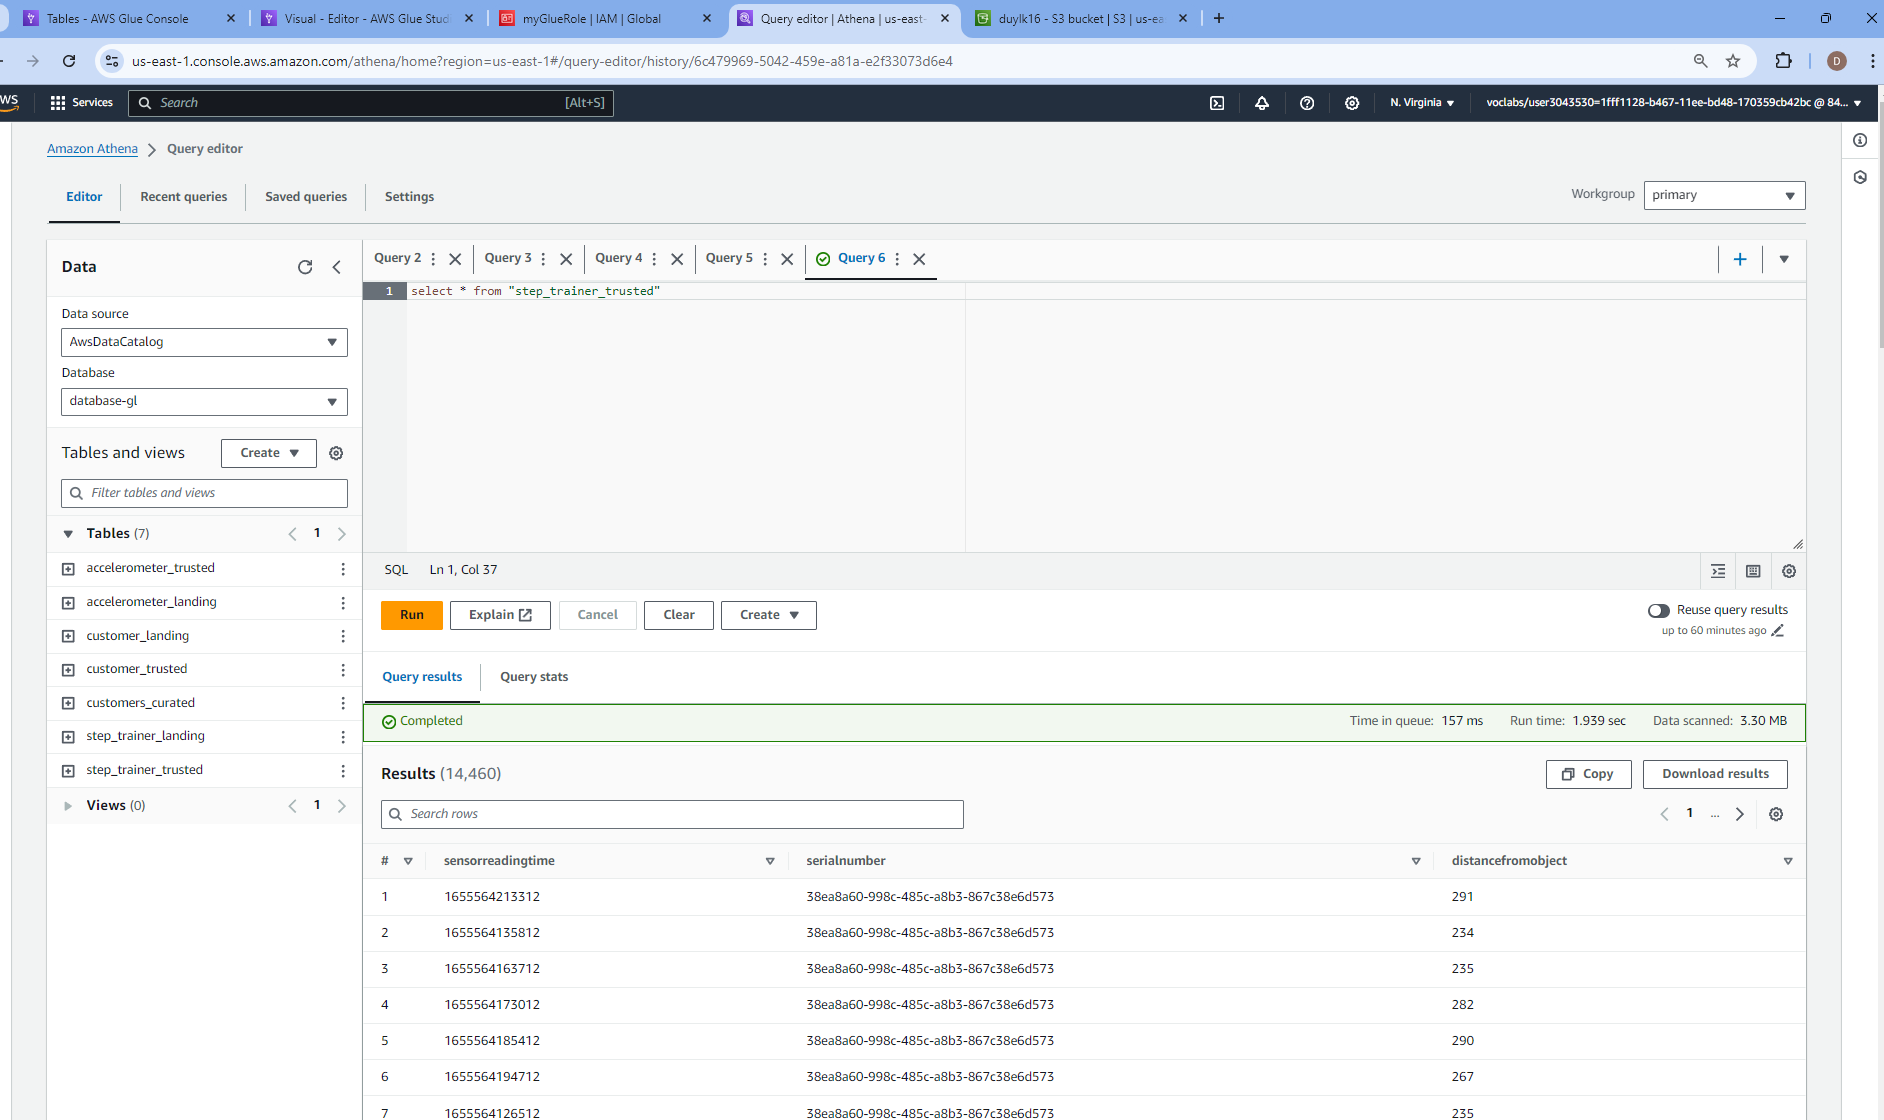 Tables - AWS Glue Console
Visual - Editor - AWS Glue Stud
myGlueRole | IAM | Global
Query editor | Athena | us-east-
duylk16 - S3 bucket | S3 | us-ea
us-east-1.console.aws.amazon.com/athena/home?region=us-east-1#/query-editor/history/6c479969-5042-459e-a81a-e2f33073d6e4
D
Services
Search
[Alt+S]
N. Virginia
voclabs/user3043530=1fff1128-b467-11ee-bd48-170359cb42bc @ 84...
Amazon Athena
Query editor
Editor
Recent queries
Saved queries
Settings
Workgroup
primary
Data
Data source
AwsDataCatalog
Database
database-gl
Tables and views
Create
Filter tables and views
Tables (7)
1
accelerometer_trusted
accelerometer_landing
customer_landing
customer_trusted
customers_curated
step_trainer_landing
step_trainer_trusted
Views (0)
1
Query 2
Query 3
Query 4
Query 5
Query 6
1
select * from "step_trainer_trusted"
SQL
Ln 1, Col 37
Run
Explain
Cancel
Clear
Create
Reuse query results
up to 60 minutes ago
Query results
Query stats
Completed
Time in queue: 157 ms
Run time: 1.939 sec
Data scanned: 3.30 MB
Results (14,460)
Copy
Download results
Search rows
1
...
# sensorreadingtime serialnumber distancefromobject
1 1655564213312 38ea8a60-998c-485c-a8b3-867c38e6d573 291
2 1655564135812 38ea8a60-998c-485c-a8b3-867c38e6d573 234
3 1655564163712 38ea8a60-998c-485c-a8b3-867c38e6d573 235
4 1655564173012 38ea8a60-998c-485c-a8b3-867c38e6d573 282
5 1655564185412 38ea8a60-998c-485c-a8b3-867c38e6d573 290
6 1655564194712 38ea8a60-998c-485c-a8b3-867c38e6d573 267
7 1655564126512 38ea8a60-998c-485c-a8b3-867c38e6d573 235